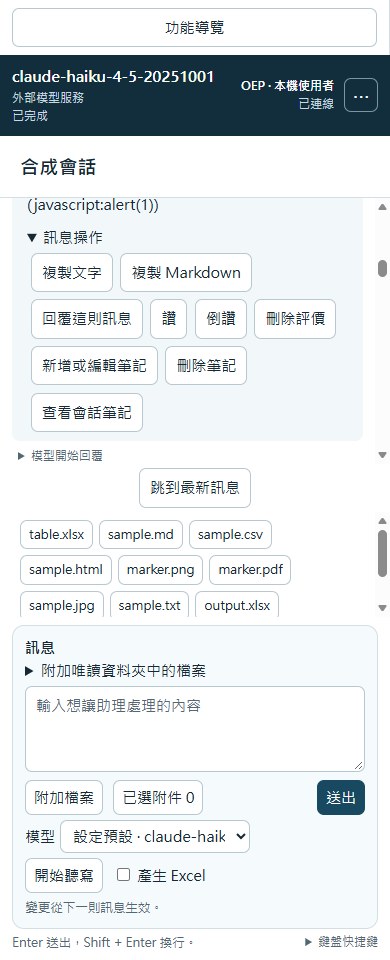 功能導覽
claude-haiku-4-5-20251001
外部模型服務
已完成
OEP · 本機使用者
已連線
...
合成會話
(javascript:alert(1))
▼ 訊息操作
複製文字 複製 Markdown
回覆這則訊息 讚 倒讚 刪除評價
新增或編輯筆記 刪除筆記
查看會話筆記
▶ 模型開始回覆
跳到最新訊息
table.xlsx sample.md sample.csv
sample.html marker.png marker.pdf
sample.jpg sample.txt output.xlsx
訊息
▶ 附加唯讀資料夾中的檔案
輸入想讓助理處理的內容
附加檔案 已選附件 0 送出
模型 設定預設 · claude-haik
開始聽寫 產生 Excel
變更從下一則訊息生效。
Enter 送出，Shift + Enter 換行。 ▶ 鍵盤快捷鍵